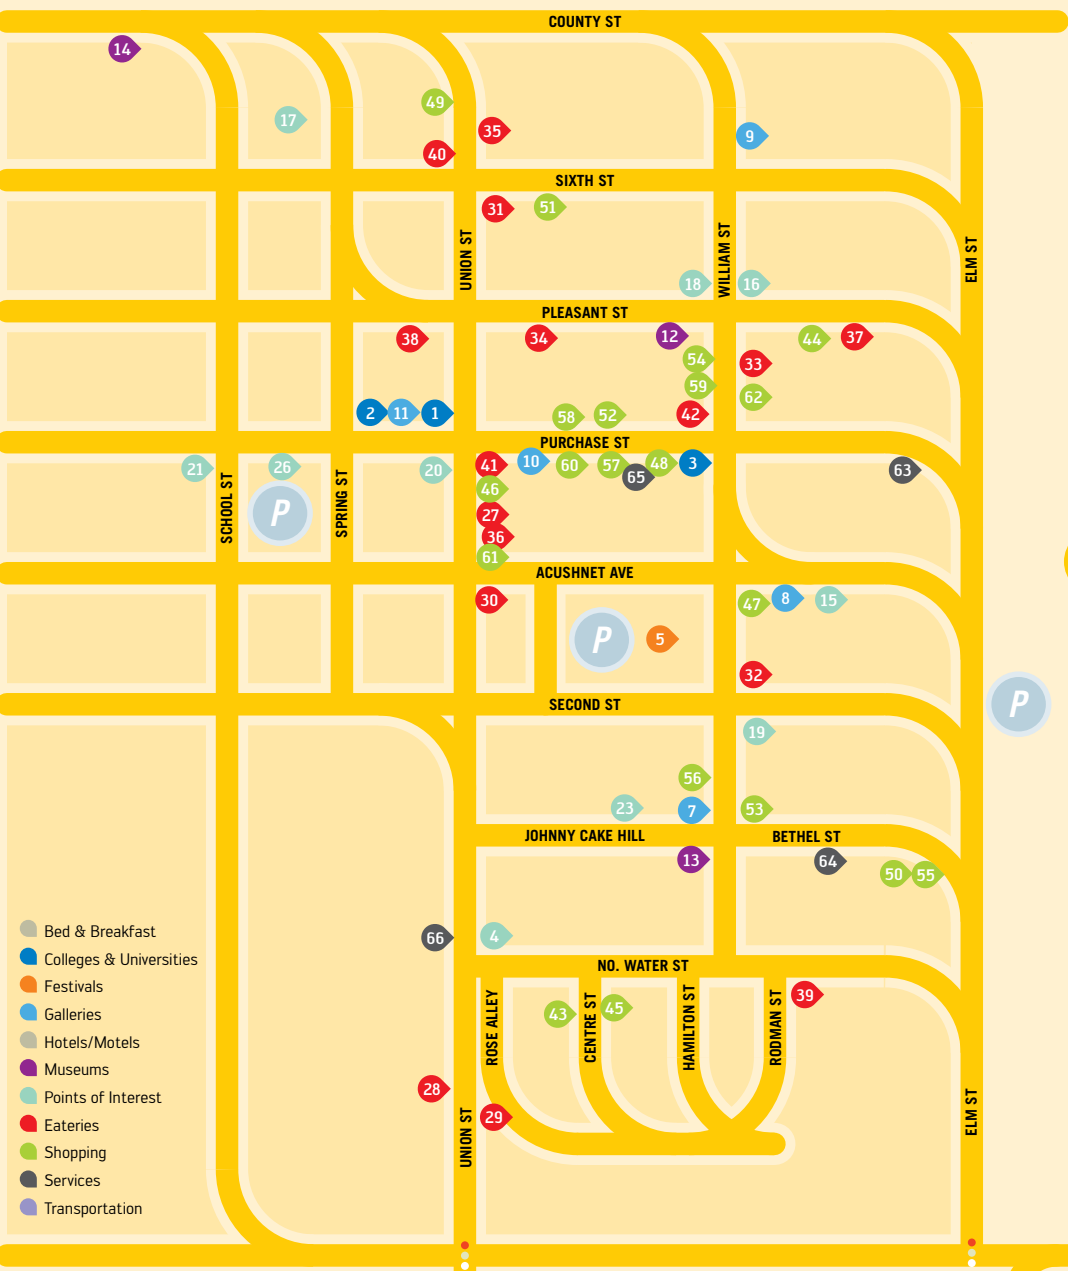 COUNTY ST
14
49
17
35
9
40
SIXTH ST
31
51
UNION ST
WILLIAM ST
ELM ST
18
16
PLEASANT ST
38
34
12
44
37
54
33
59
62
2
11
1
58
52
42
PURCHASE ST
21
26
20
41
10
60
57
65
48
3
63
46
SCHOOL ST
P
SPRING ST
27
36
61
ACUSHNET AVE
30
47
8
15
P
5
32
SECOND ST
P
19
56
23
7
53
JOHNNY CAKE HILL
BETHEL ST
13
64
50
55
66
4
NO. WATER ST
ROSE ALLEY
43
CENTRE ST
45
HAMILTON ST
RODMAN ST
39
28
29
UNION ST
ELM ST
Bed & Breakfast
Colleges & Universities
Festivals
Galleries
Hotels/Motels
Museums
Points of Interest
Eateries
Shopping
Services
Transportation